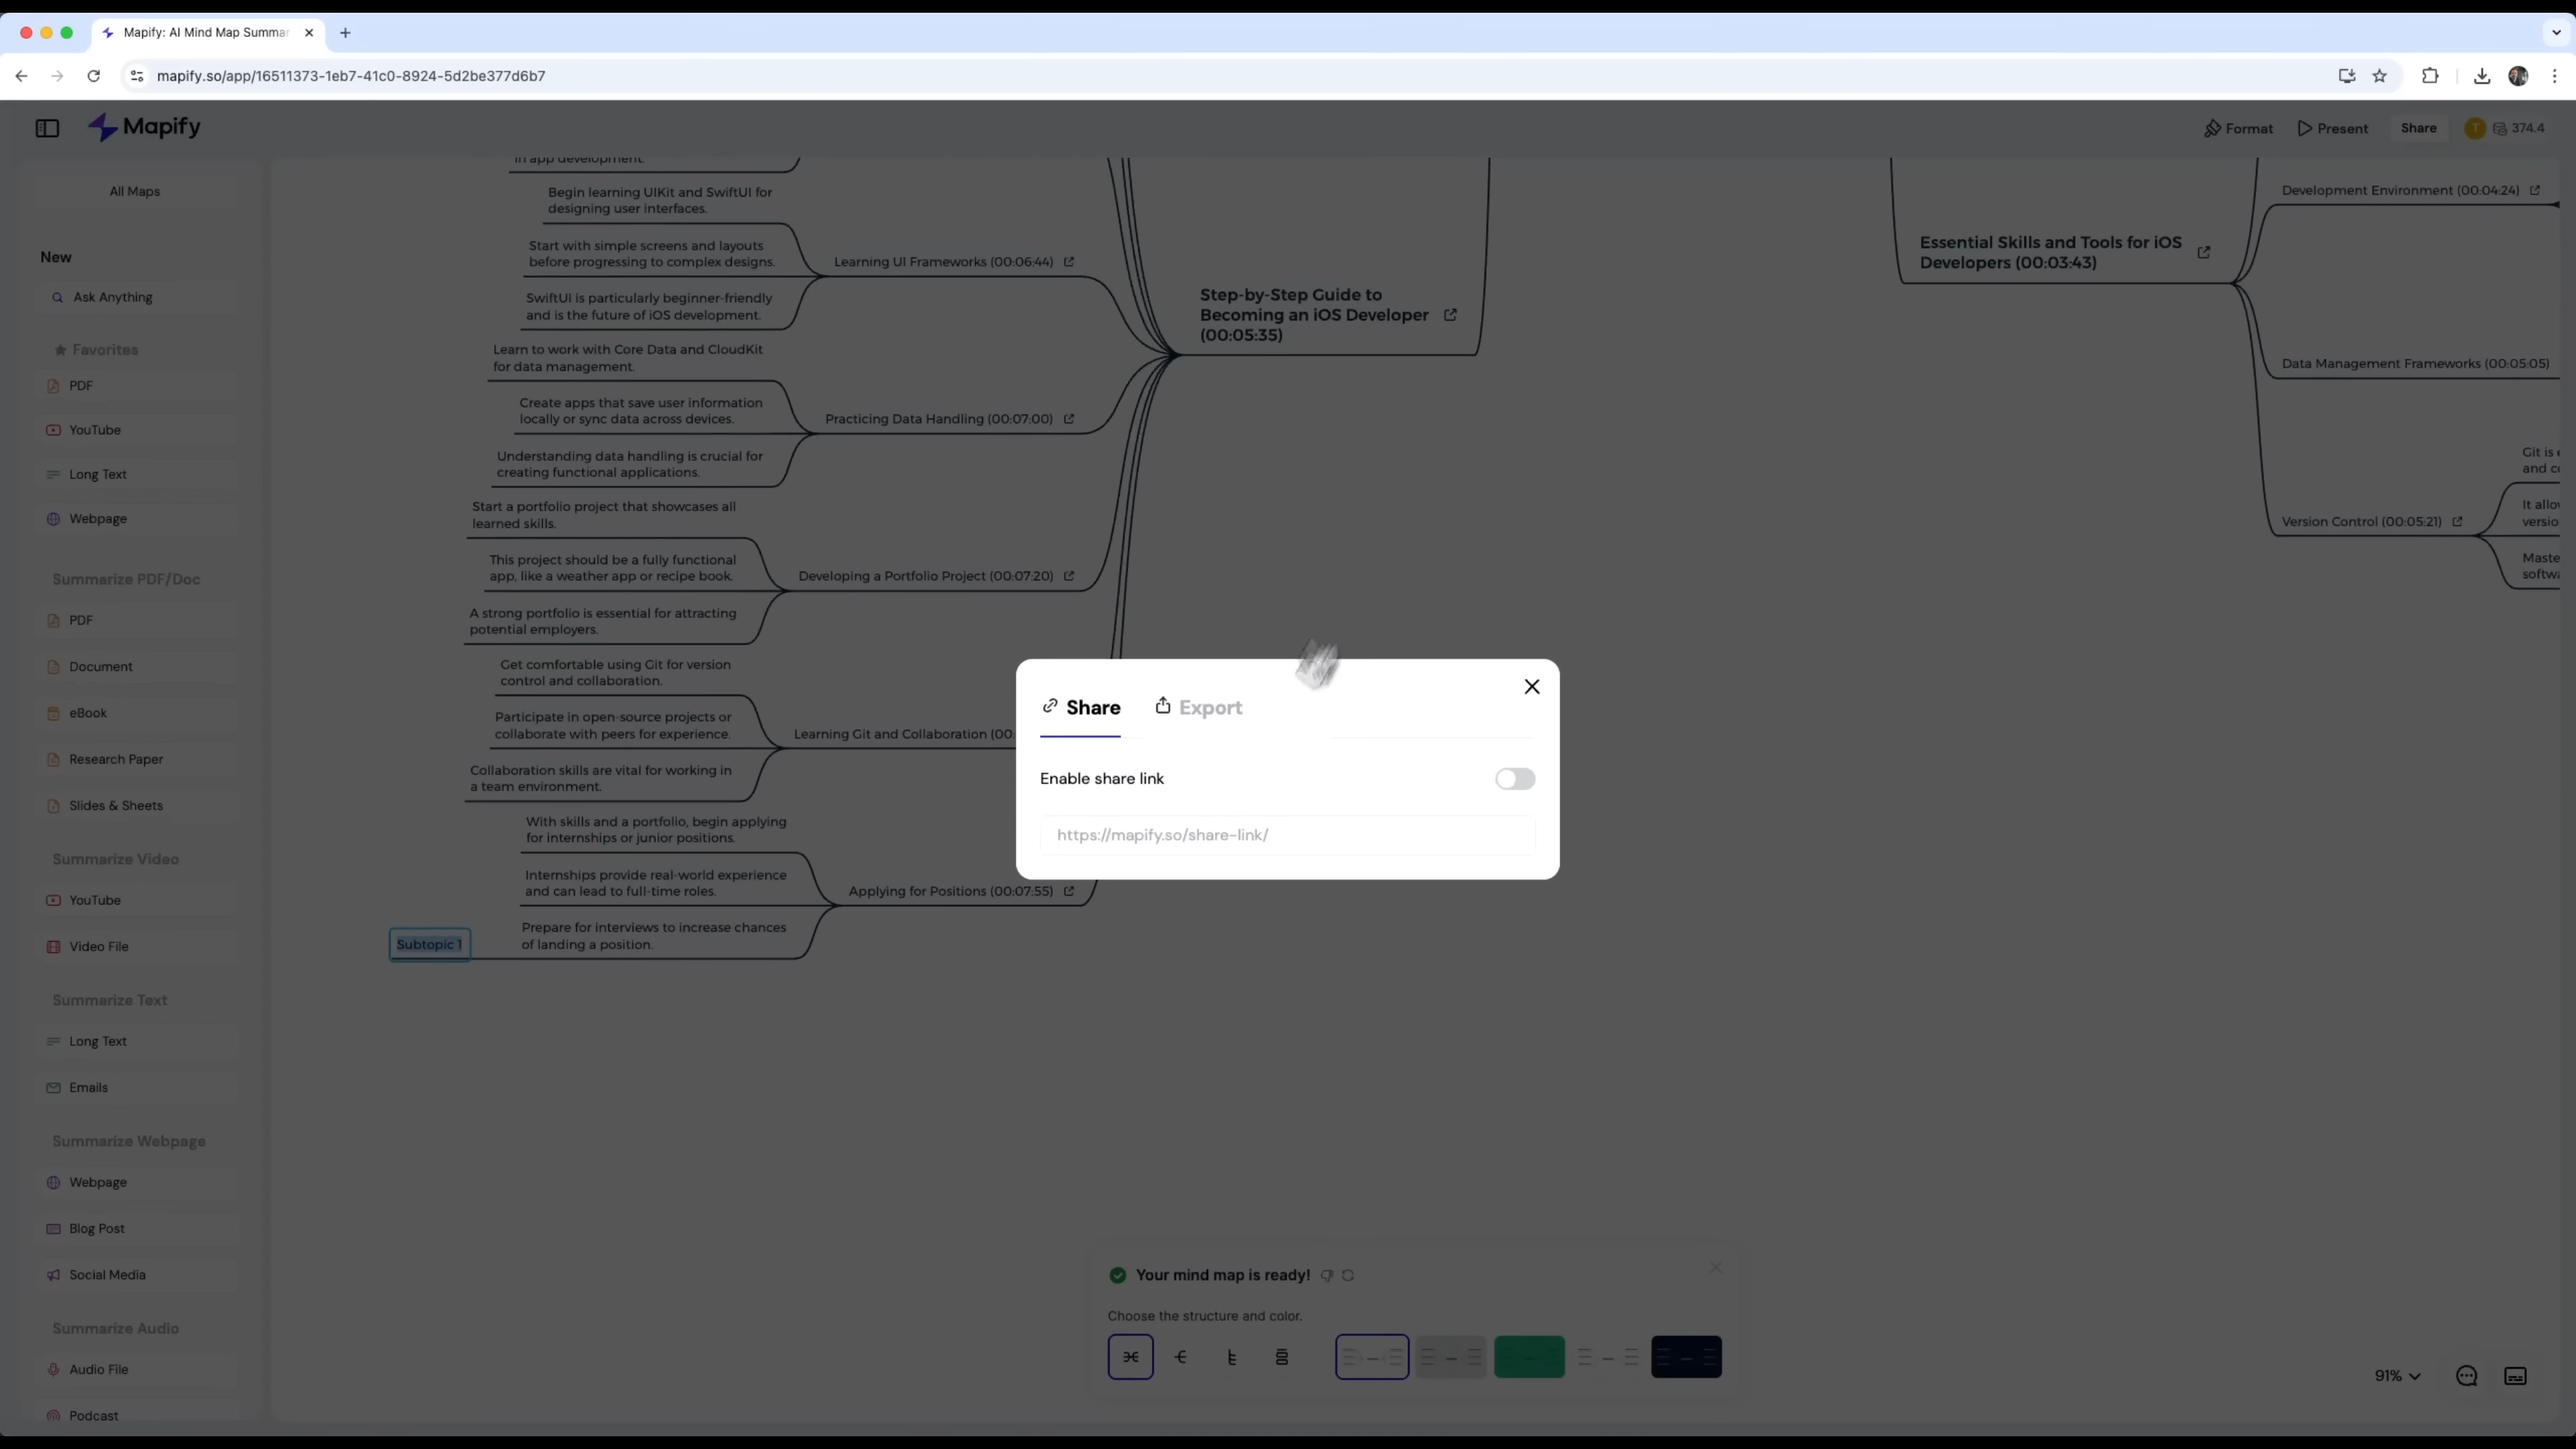 Mapify: AI Mind Map Summar
mapify.so/app/16511373-1eb7-41c0-8924-5d2be377d6b7
Mapify
Format
Present
Share
T
374.4
All Maps
New
Ask Anything
Favorites
PDF
YouTube
Long Text
Webpage
Summarize PDF/Doc
PDF
Document
eBook
Research Paper
Slides & Sheets
Summarize Video
YouTube
Video File
Summarize Text
Long Text
Emails
Summarize Webpage
Webpage
Blog Post
Social Media
Summarize Audio
Audio File
Podcast
in app development.
Begin learning UIKit and SwiftUI for
designing user interfaces.
Start with simple screens and layouts
before progressing to complex designs.
SwiftUI is particularly beginner-friendly
and is the future of iOS development.
Learning UI Frameworks (00:06:44)
Learn to work with Core Data and CloudKit
for data management.
Create apps that save user information
locally or sync data across devices.
Understanding data handling is crucial for
creating functional applications.
Practicing Data Handling (00:07:00)
Start a portfolio project that showcases all
learned skills.
This project should be a fully functional
app, like a weather app or recipe book.
A strong portfolio is essential for attracting
potential employers.
Developing a Portfolio Project (00:07:20)
Get comfortable using Git for version
control and collaboration.
Participate in open-source projects or
collaborate with peers for experience.
Collaboration skills are vital for working in
a team environment.
Learning Git and Collaboration (00.
With skills and a portfolio, begin applying
for internships or junior positions.
Internships provide real-world experience
and can lead to full-time roles.
Prepare for interviews to increase chances
of landing a position.
Subtopic 1
Applying for Positions (00:07:55)
Step-by-Step Guide to
Becoming an iOS Developer
(00:05:35)
Essential Skills and Tools for iOS
Developers (00:03:43)
Development Environment (00:04:24)
Data Management Frameworks (00:05:05)
Version Control (00:05:21)
Git is
and c
It allo
versio
Maste
softw
Share
Export
Enable share link
https://mapify.so/share-link/
Your mind map is ready!
Choose the structure and color.
91%